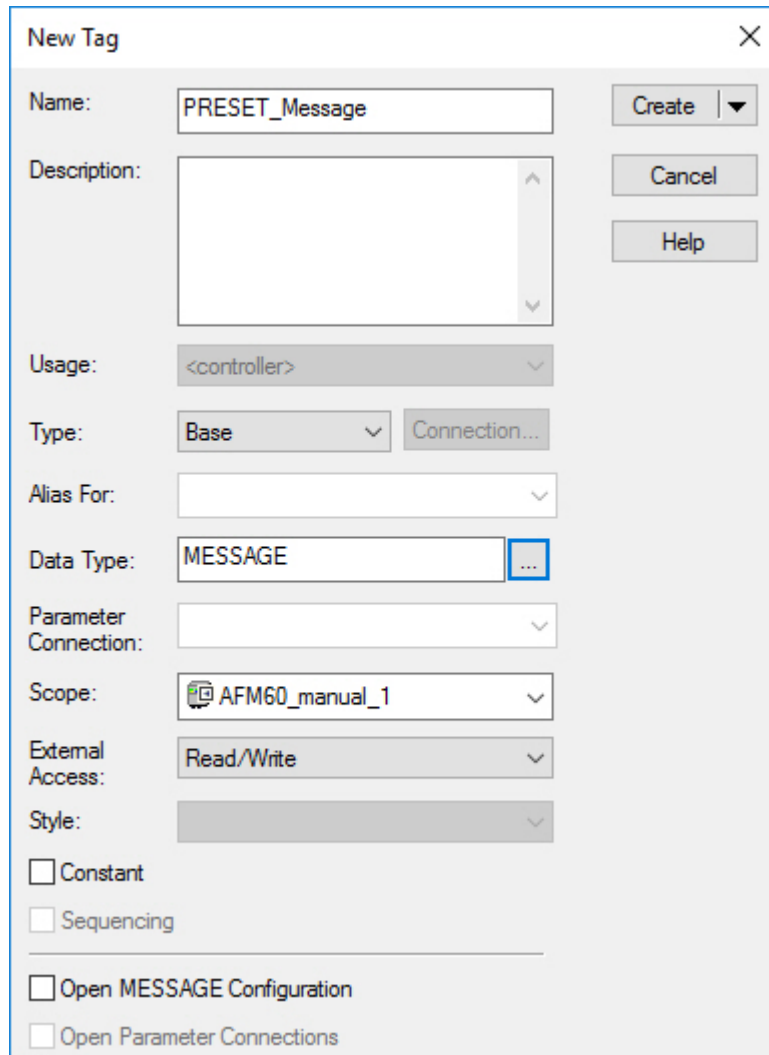 New Tag
Name: PRESET_Message Create
Description: Cancel
Help
Usage: <controller>
Type: Base Connection...
Alias For:
Data Type: MESSAGE ...
Parameter
Connection:
Scope: AFM60_manual_1
External
Access: Read/Write
Style:
Constant
Sequencing
Open MESSAGE Configuration
Open Parameter Connections